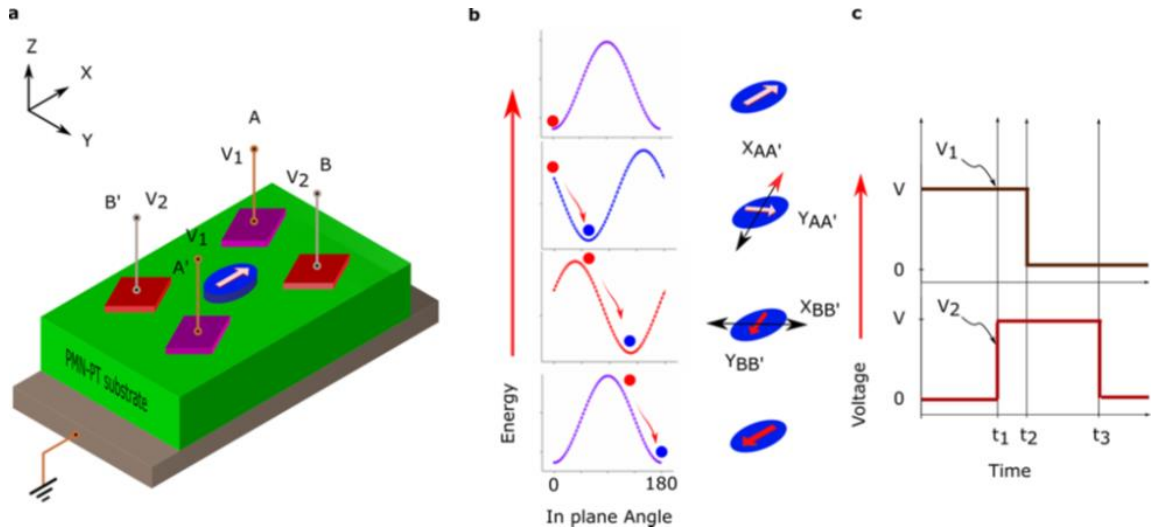 a
Z
X
Y
A
V1
B
V2
B' V2
V1
A'
PMN-PT substrate
b
Energy
XAA'
YAA'
XBB'
YBB'
0 180
In plane Angle
c
Voltage
V1
V
0
V2
V
0
t1 t2 t3
Time